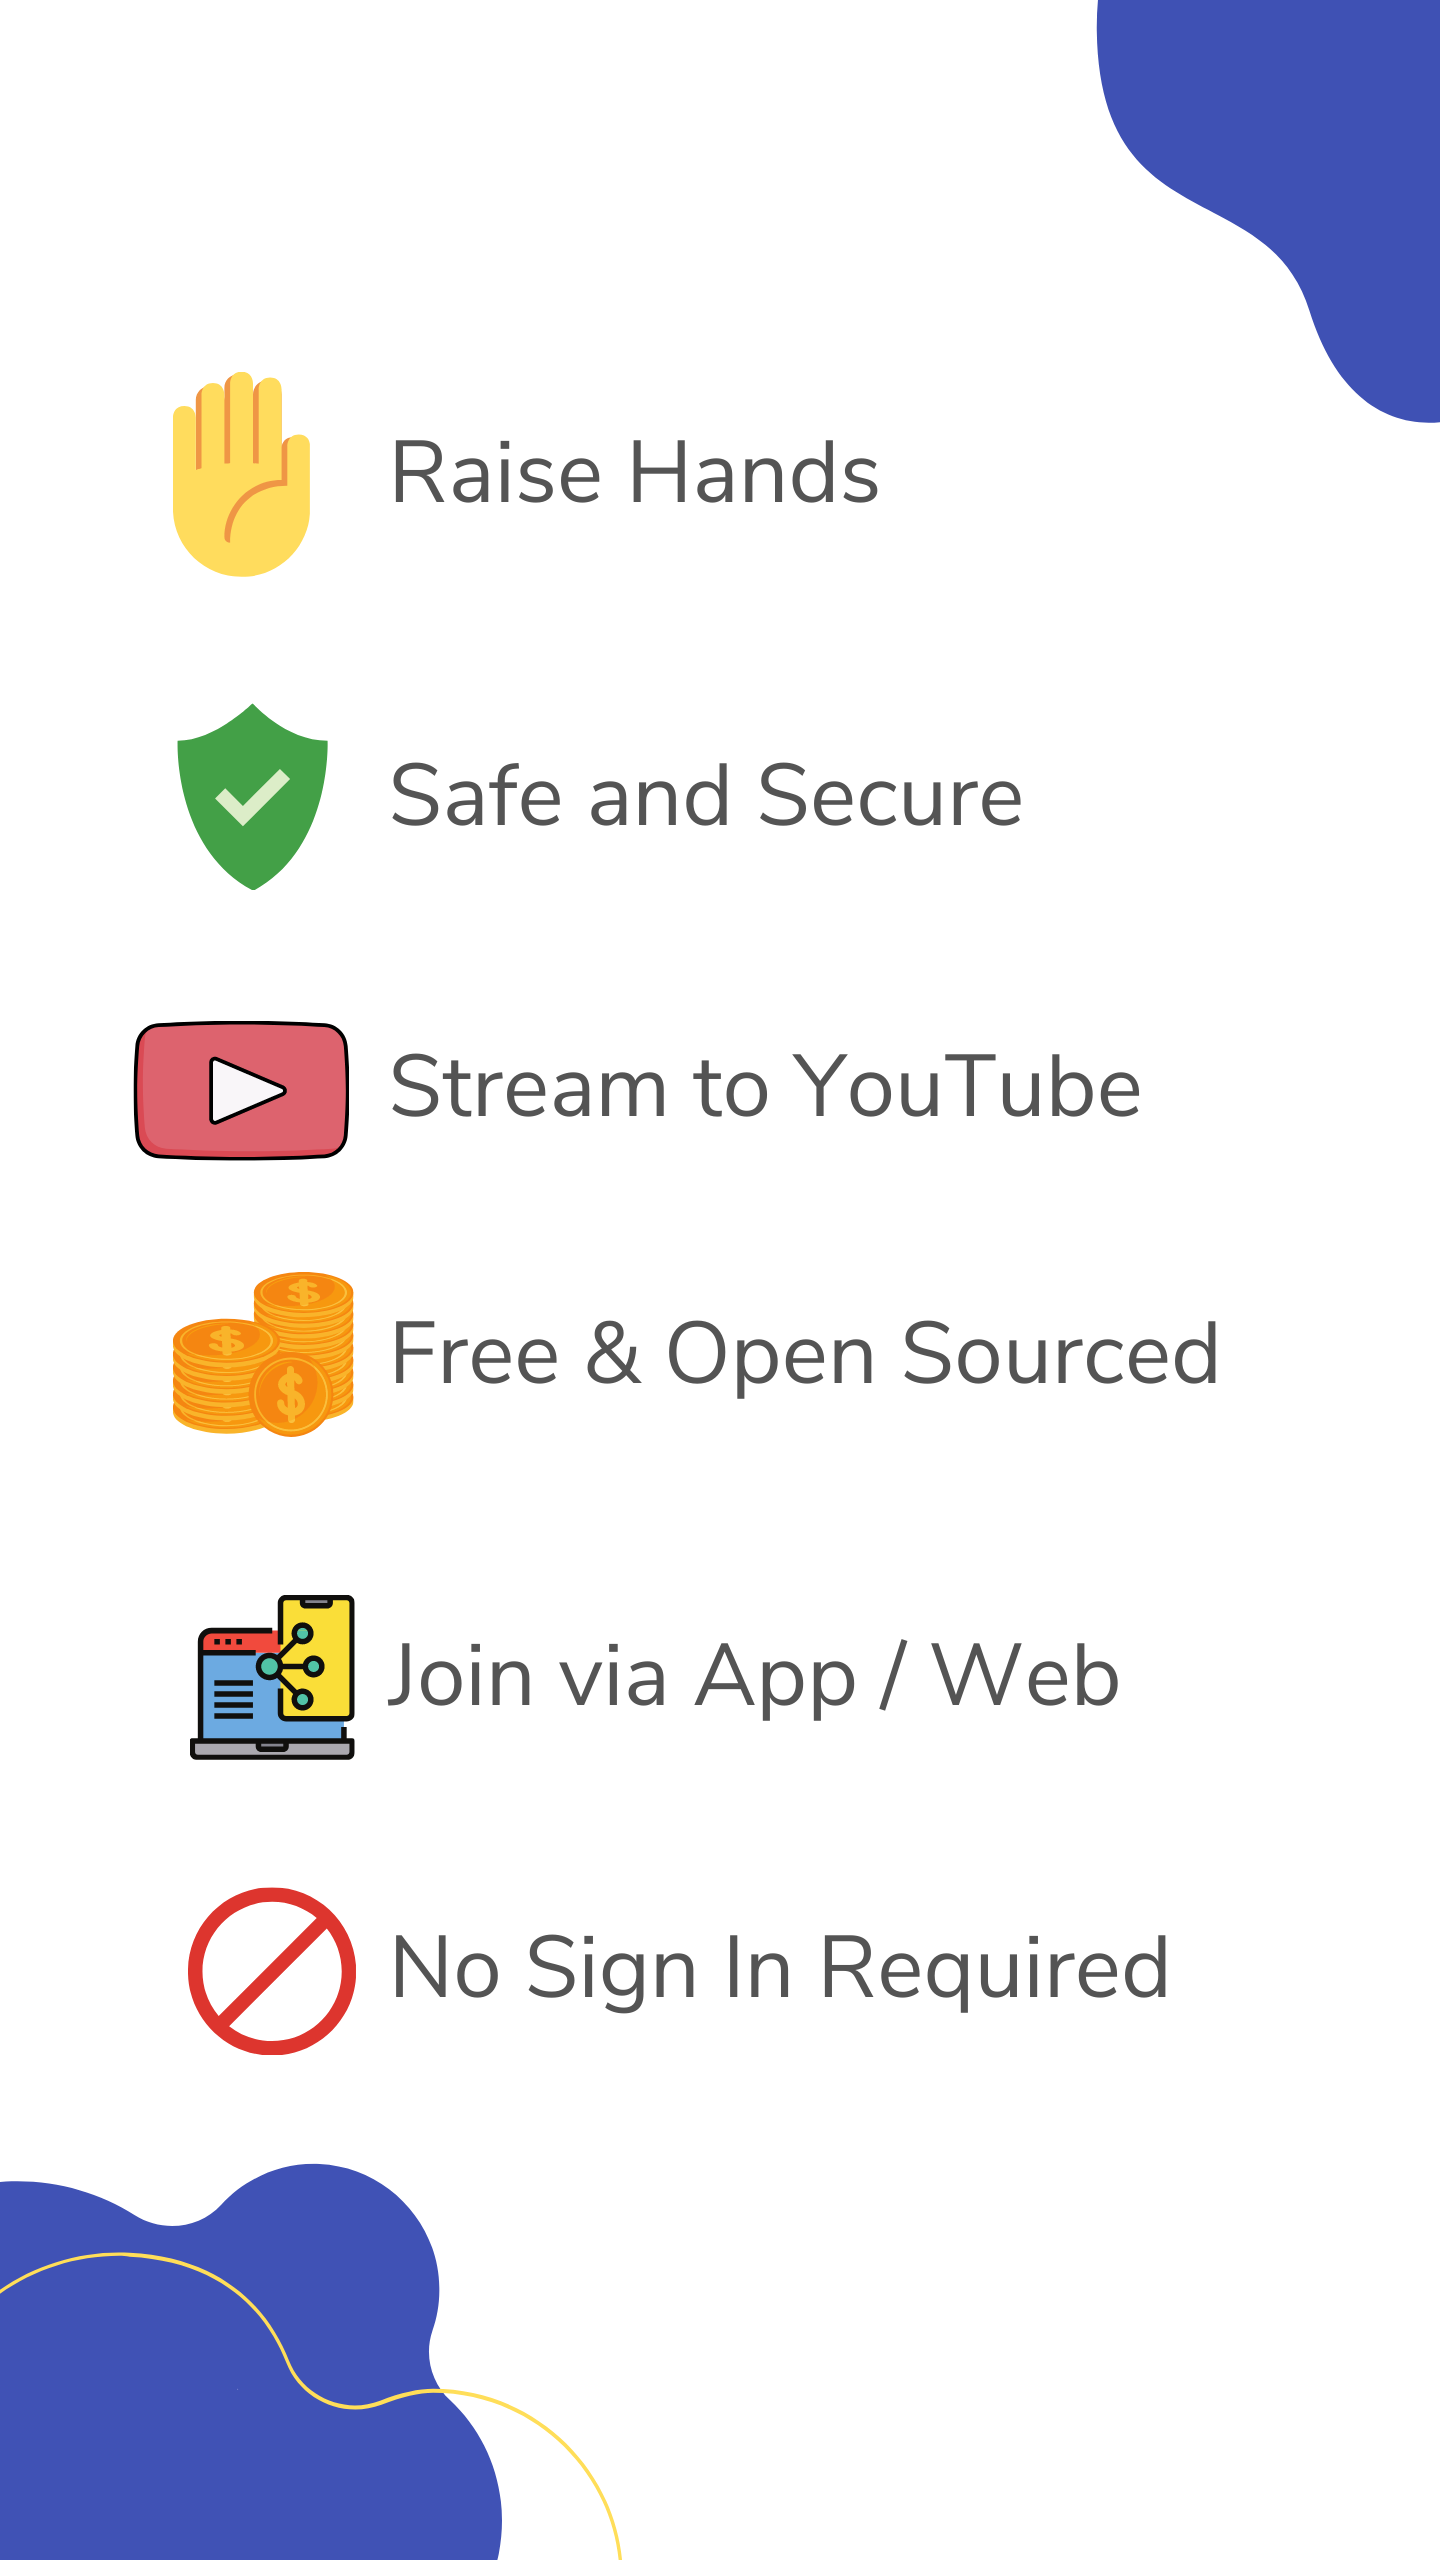 Raise Hands
Safe and Secure
Stream to YouTube
Free & Open Sourced
Join via App / Web
No Sign In Required